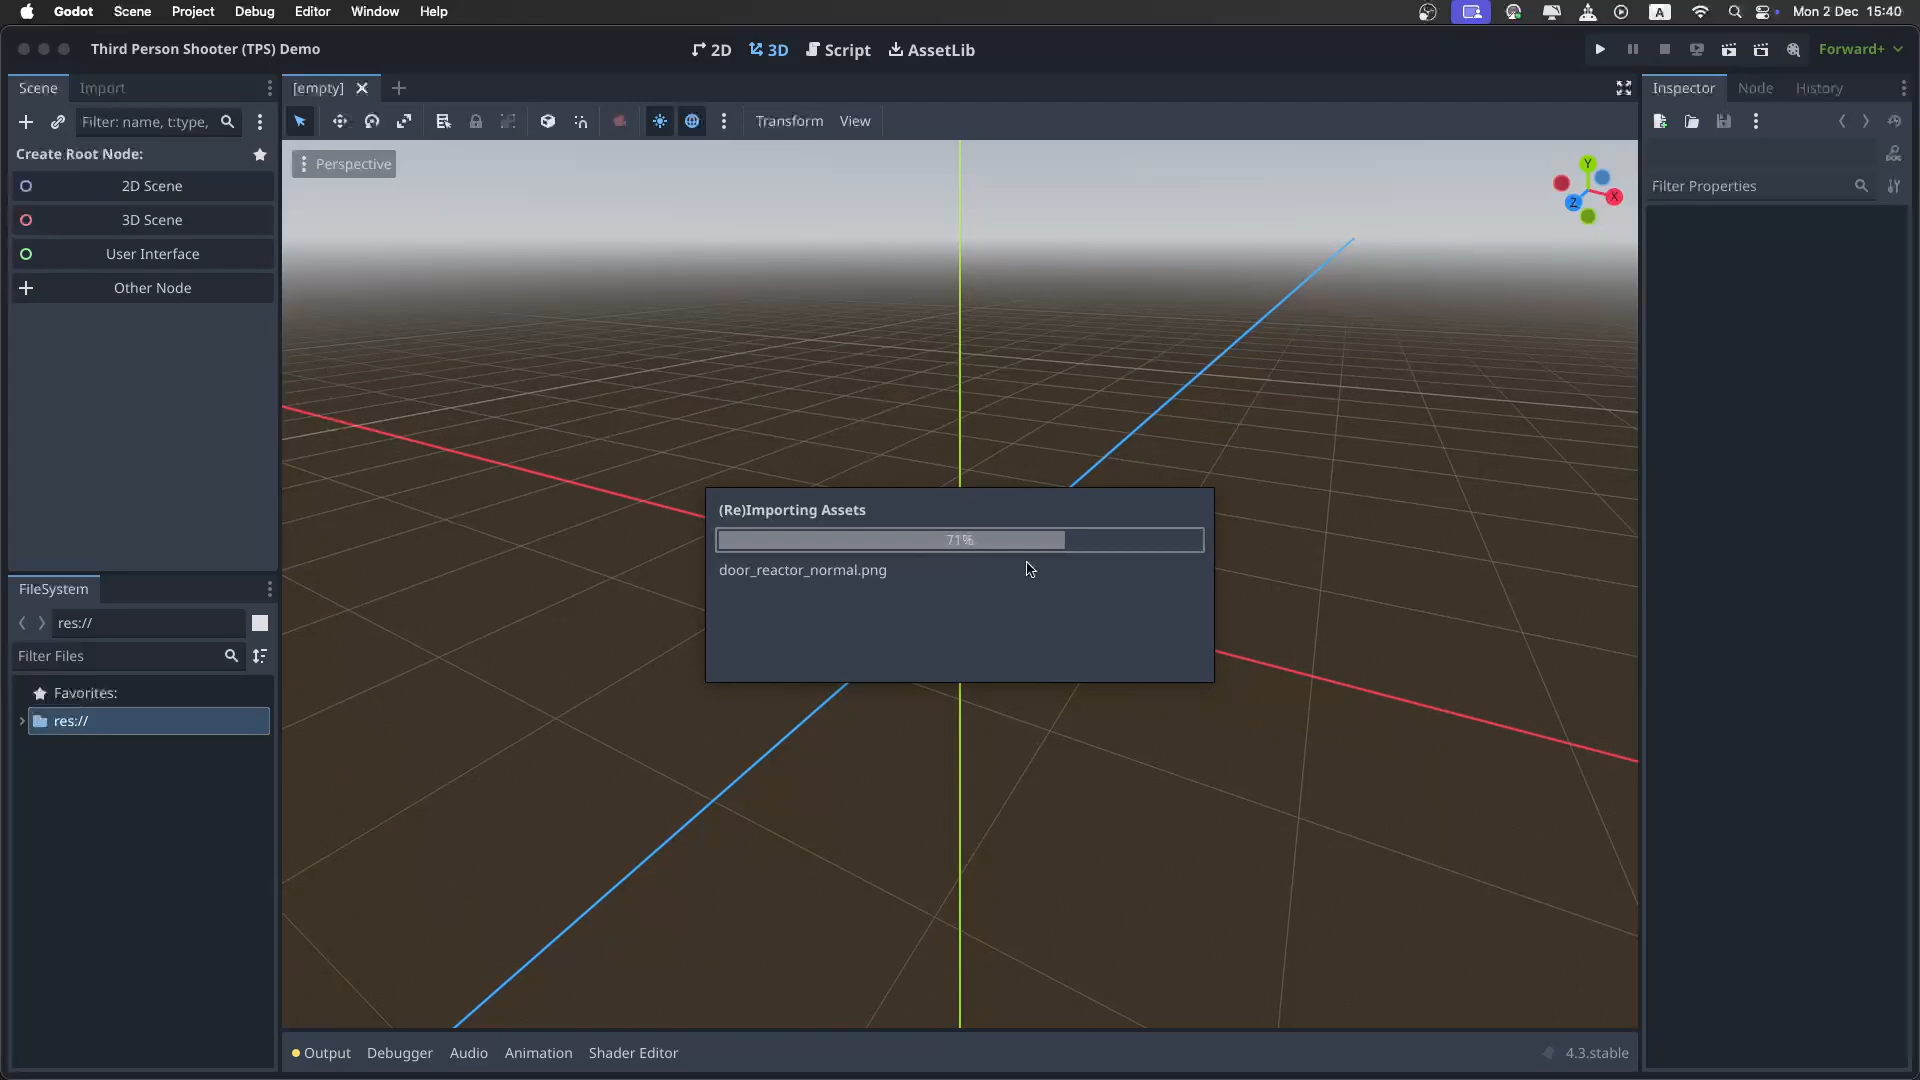 Godot Scene Project Debug Editor Window Help
A Mon 2 Dec 15:40
Third Person Shooter (TPS) Demo
2D 3D Script AssetLib
Forward+
Scene Import
[empty]
Inspector Node History
Filter: name, t:type,
Transform View
Create Root Node:
Perspective
Y
X
Z
2D Scene
Filter Properties
3D Scene
User Interface
Other Node
(Re)Importing Assets
71%
door_reactor_normal.png
FileSystem
res://
Filter Files
Favorites:
res://
Output Debugger Audio Animation Shader Editor
4.3.stable